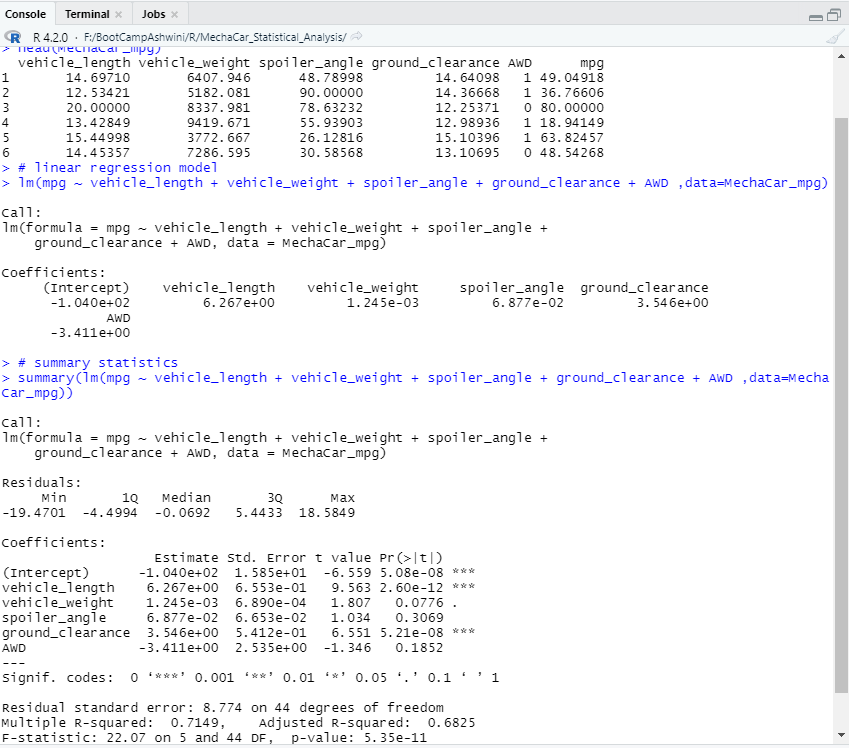 Console Terminal × Jobs ×
R R 4.2.0 · F:/BootCampAshwini/R/MechaCar_Statistical_Analysis/
> head(MechaCar_mpg)
  vehicle_length vehicle_weight spoiler_angle ground_clearance AWD      mpg
1       14.69710       6407.946      48.78998         14.64098   1 49.04918
2       12.53421       5182.081      90.00000         14.36668   1 36.76606
3       20.00000       8337.981      78.63232         12.25371   0 80.00000
4       13.42849       9419.671      55.93903         12.98936   1 18.94149
5       15.44998       3772.667      26.12816         15.10396   1 63.82457
6       14.45357       7286.595      30.58568         13.10695   0 48.54268
> # linear regression model
> lm(mpg ~ vehicle_length + vehicle_weight + spoiler_angle + ground_clearance + AWD ,data=MechaCar_mpg)
Call:
lm(formula = mpg ~ vehicle_length + vehicle_weight + spoiler_angle +
    ground_clearance + AWD, data = MechaCar_mpg)
Coefficients:
     (Intercept)    vehicle_length    vehicle_weight     spoiler_angle  ground_clearance
      -1.040e+02         6.267e+00         1.245e-03         6.877e-02         3.546e+00
             AWD
      -3.411e+00
> # summary statistics
> summary(lm(mpg ~ vehicle_length + vehicle_weight + spoiler_angle + ground_clearance + AWD ,data=Mecha
Car_mpg))
Call:
lm(formula = mpg ~ vehicle_length + vehicle_weight + spoiler_angle +
    ground_clearance + AWD, data = MechaCar_mpg)
Residuals:
     Min       1Q   Median       3Q      Max
-19.4701  -4.4994  -0.0692   5.4433  18.5849
Coefficients:
                   Estimate Std. Error t value Pr(>|t|)
(Intercept)      -1.040e+02  1.585e+01  -6.559 5.08e-08 ***
vehicle_length    6.267e+00  6.553e-01   9.563 2.60e-12 ***
vehicle_weight    1.245e-03  6.890e-04   1.807   0.0776 .
spoiler_angle     6.877e-02  6.653e-02   1.034   0.3069
ground_clearance  3.546e+00  5.412e-01   6.551 5.21e-08 ***
AWD              -3.411e+00  2.535e+00  -1.346   0.1852
---
Signif. codes:  0 ‘***’ 0.001 ‘**’ 0.01 ‘*’ 0.05 ‘.’ 0.1 ‘ ’ 1
Residual standard error: 8.774 on 44 degrees of freedom
Multiple R-squared:  0.7149,    Adjusted R-squared:  0.6825
F-statistic: 22.07 on 5 and 44 DF,  p-value: 5.35e-11